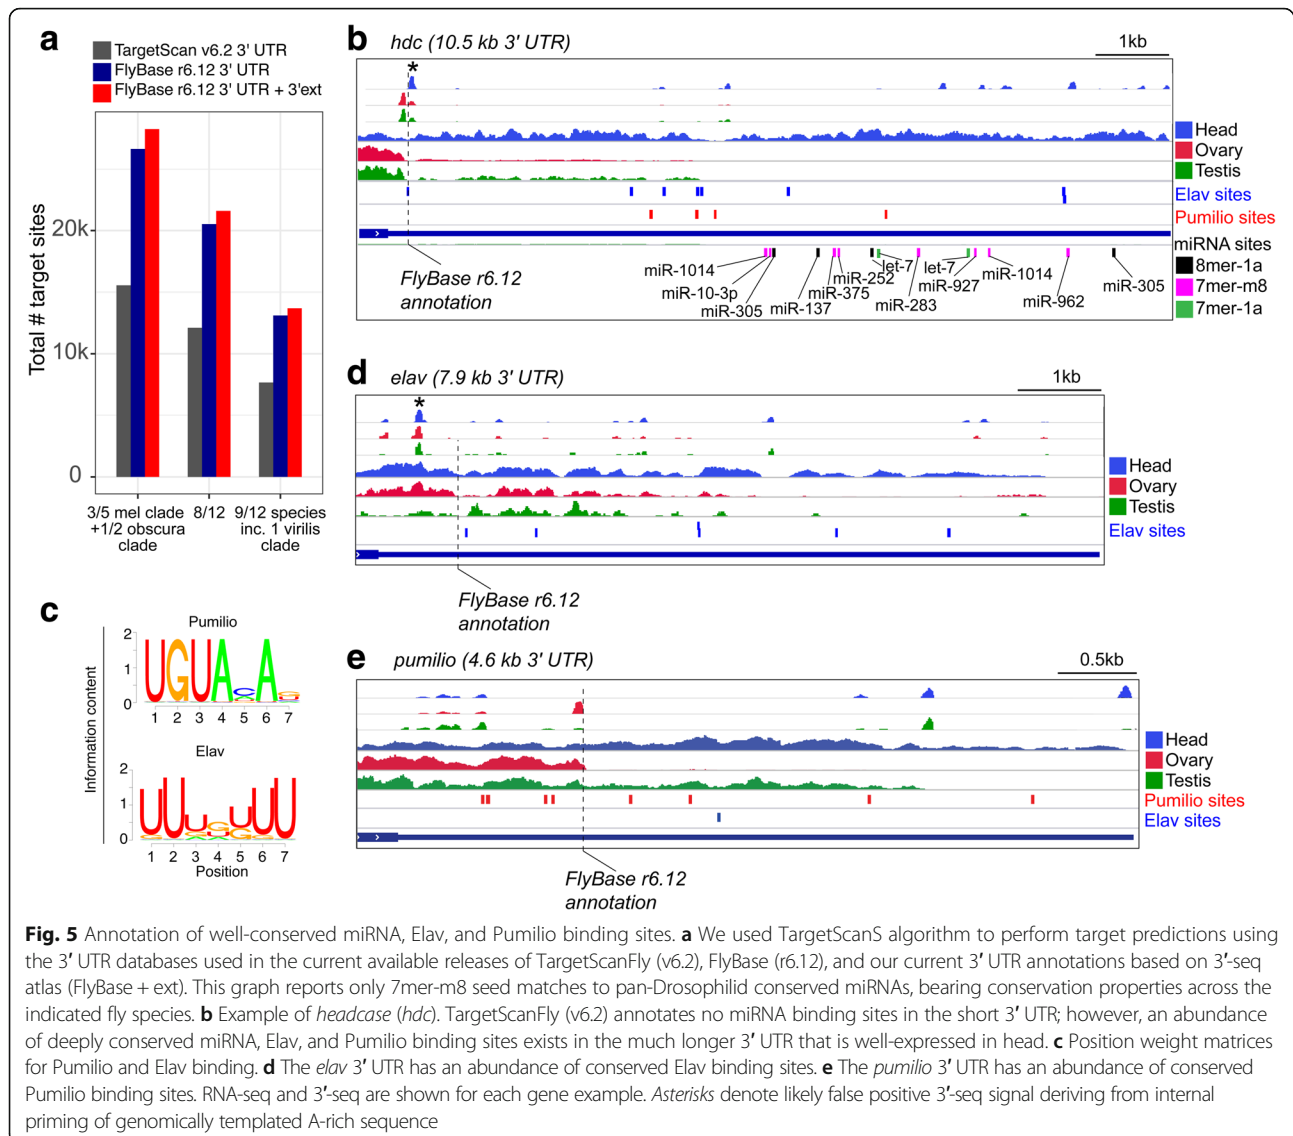 a
TargetScan v6.2 3' UTR
FlyBase r6.12 3' UTR
FlyBase r6.12 3' UTR + 3'ext
Total # target sites
20k
10k
0
3/5 mel clade
+1/2 obscura
clade
8/12
9/12 species
inc. 1 virilis
clade
b hdc (10.5 kb 3' UTR)
1kb
*
Head
Ovary
Testis
Elav sites
Pumilio sites
FlyBase r6.12
annotation
miRNA sites
8mer-1a
7mer-m8
7mer-1a
miR-1014
miR-10-3p
miR-305
miR-137
miR-375
miR-252
let-7
miR-283
let-7
miR-927
miR-1014
miR-962
miR-305
d elav (7.9 kb 3' UTR)
1kb
*
Head
Ovary
Testis
Elav sites
FlyBase r6.12
annotation
c
Pumilio
Information content
2
1
0
UGUA
C
A
1 2 3 4 5 6 7
Elav
2
1
0
UUUGUUU
1 2 3 4 5 6 7
Position
e pumilio (4.6 kb 3' UTR)
0.5kb
Head
Ovary
Testis
Pumilio sites
Elav sites
FlyBase r6.12
annotation
Fig. 5 Annotation of well-conserved miRNA, Elav, and Pumilio binding sites. a We used TargetScanS algorithm to perform target predictions using
the 3′ UTR databases used in the current available releases of TargetScanFly (v6.2), FlyBase (r6.12), and our current 3′ UTR annotations based on 3′-seq
atlas (FlyBase + ext). This graph reports only 7mer-m8 seed matches to pan-Drosophilid conserved miRNAs, bearing conservation properties across the
indicated fly species. b Example of headcase (hdc). TargetScanFly (v6.2) annotates no miRNA binding sites in the short 3′ UTR; however, an abundance
of deeply conserved miRNA, Elav, and Pumilio binding sites exists in the much longer 3′ UTR that is well-expressed in head. c Position weight matrices
for Pumilio and Elav binding. d The elav 3′ UTR has an abundance of conserved Elav binding sites. e The pumilio 3′ UTR has an abundance of conserved
Pumilio binding sites. RNA-seq and 3′-seq are shown for each gene example. Asterisks denote likely false positive 3′-seq signal deriving from internal
priming of genomically templated A-rich sequence